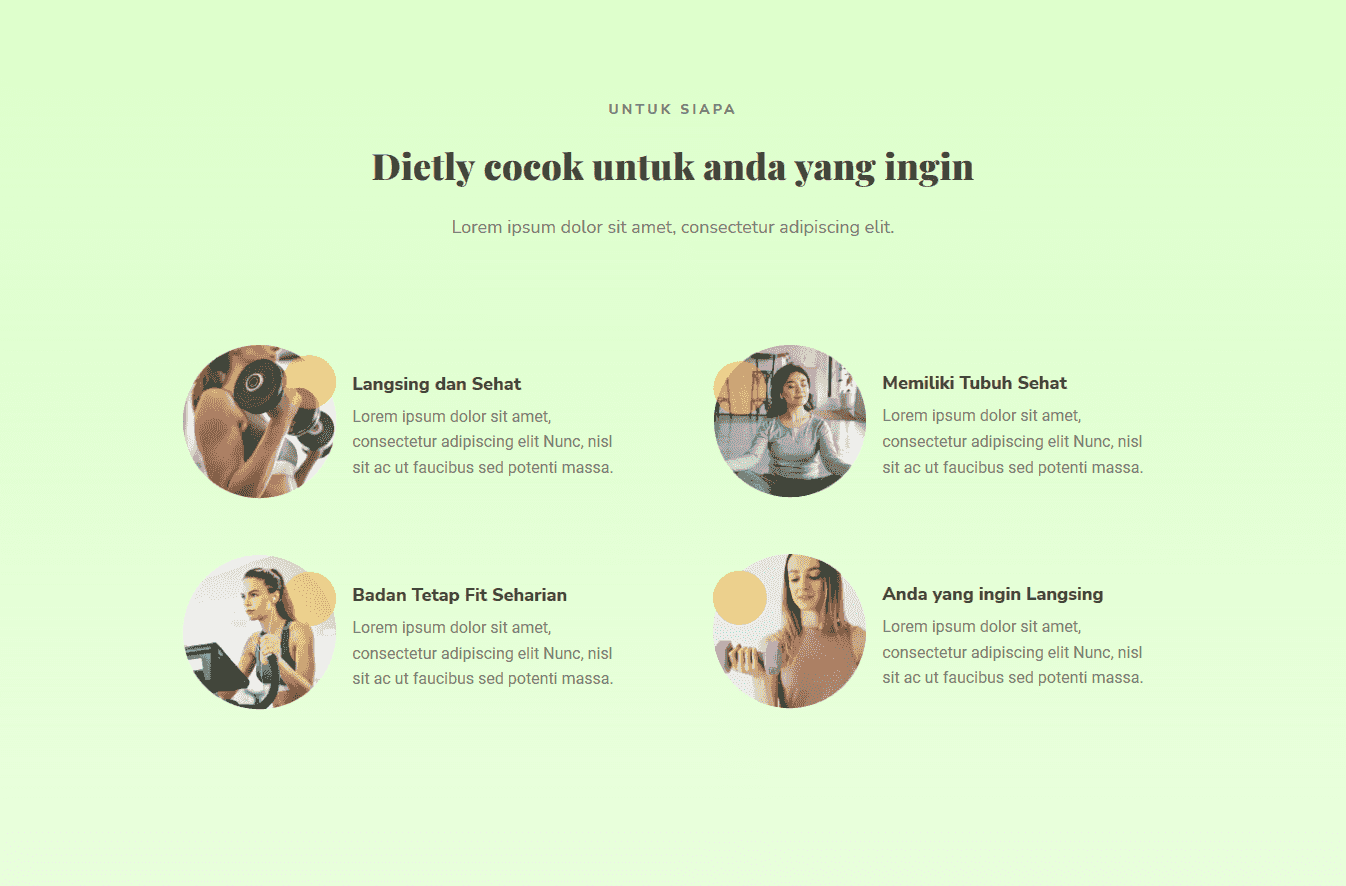 UNTUK SIAPA
Dietly cocok untuk anda yang ingin
Lorem ipsum dolor sit amet, consectetur adipiscing elit.
Langsing dan Sehat
Lorem ipsum dolor sit amet,
consectetur adipiscing elit Nunc, nisl
sit ac ut faucibus sed potenti massa.
Memiliki Tubuh Sehat
Lorem ipsum dolor sit amet,
consectetur adipiscing elit Nunc, nisl
sit ac ut faucibus sed potenti massa.
Badan Tetap Fit Seharian
Lorem ipsum dolor sit amet,
consectetur adipiscing elit Nunc, nisl
sit ac ut faucibus sed potenti massa.
Anda yang ingin Langsing
Lorem ipsum dolor sit amet,
consectetur adipiscing elit Nunc, nisl
sit ac ut faucibus sed potenti massa.